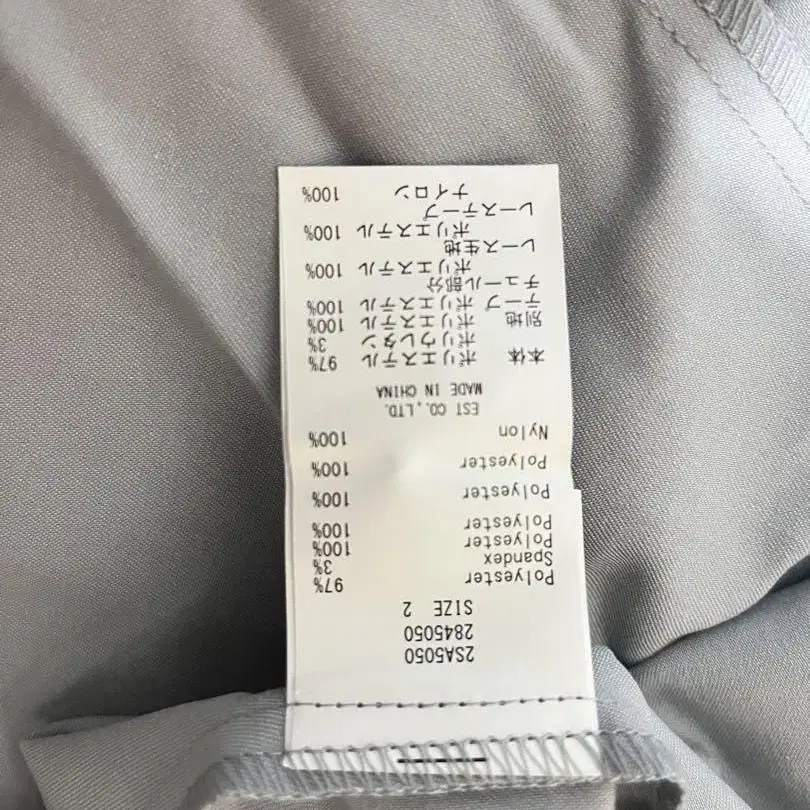 2SA5050
2845050
SIZE 2
Polyester 97%
Spandex 3%
Polyester 100%
Polyester 100%
Polyester 100%
Polyester 100%
Nylon 100%
EST CO.,LTD.
MADE IN CHINA
本体 ポリエステル 97%
ポリウレタン 3%
別地 ポリエステル 100%
テープ ポリエステル 100%
チュール部分
ポリエステル 100%
レース生地
ポリエステル 100%
レーステープ
ナイロン 100%